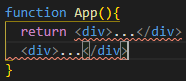 function App(){
  return <div>...</div>
  <div>...</div>
}